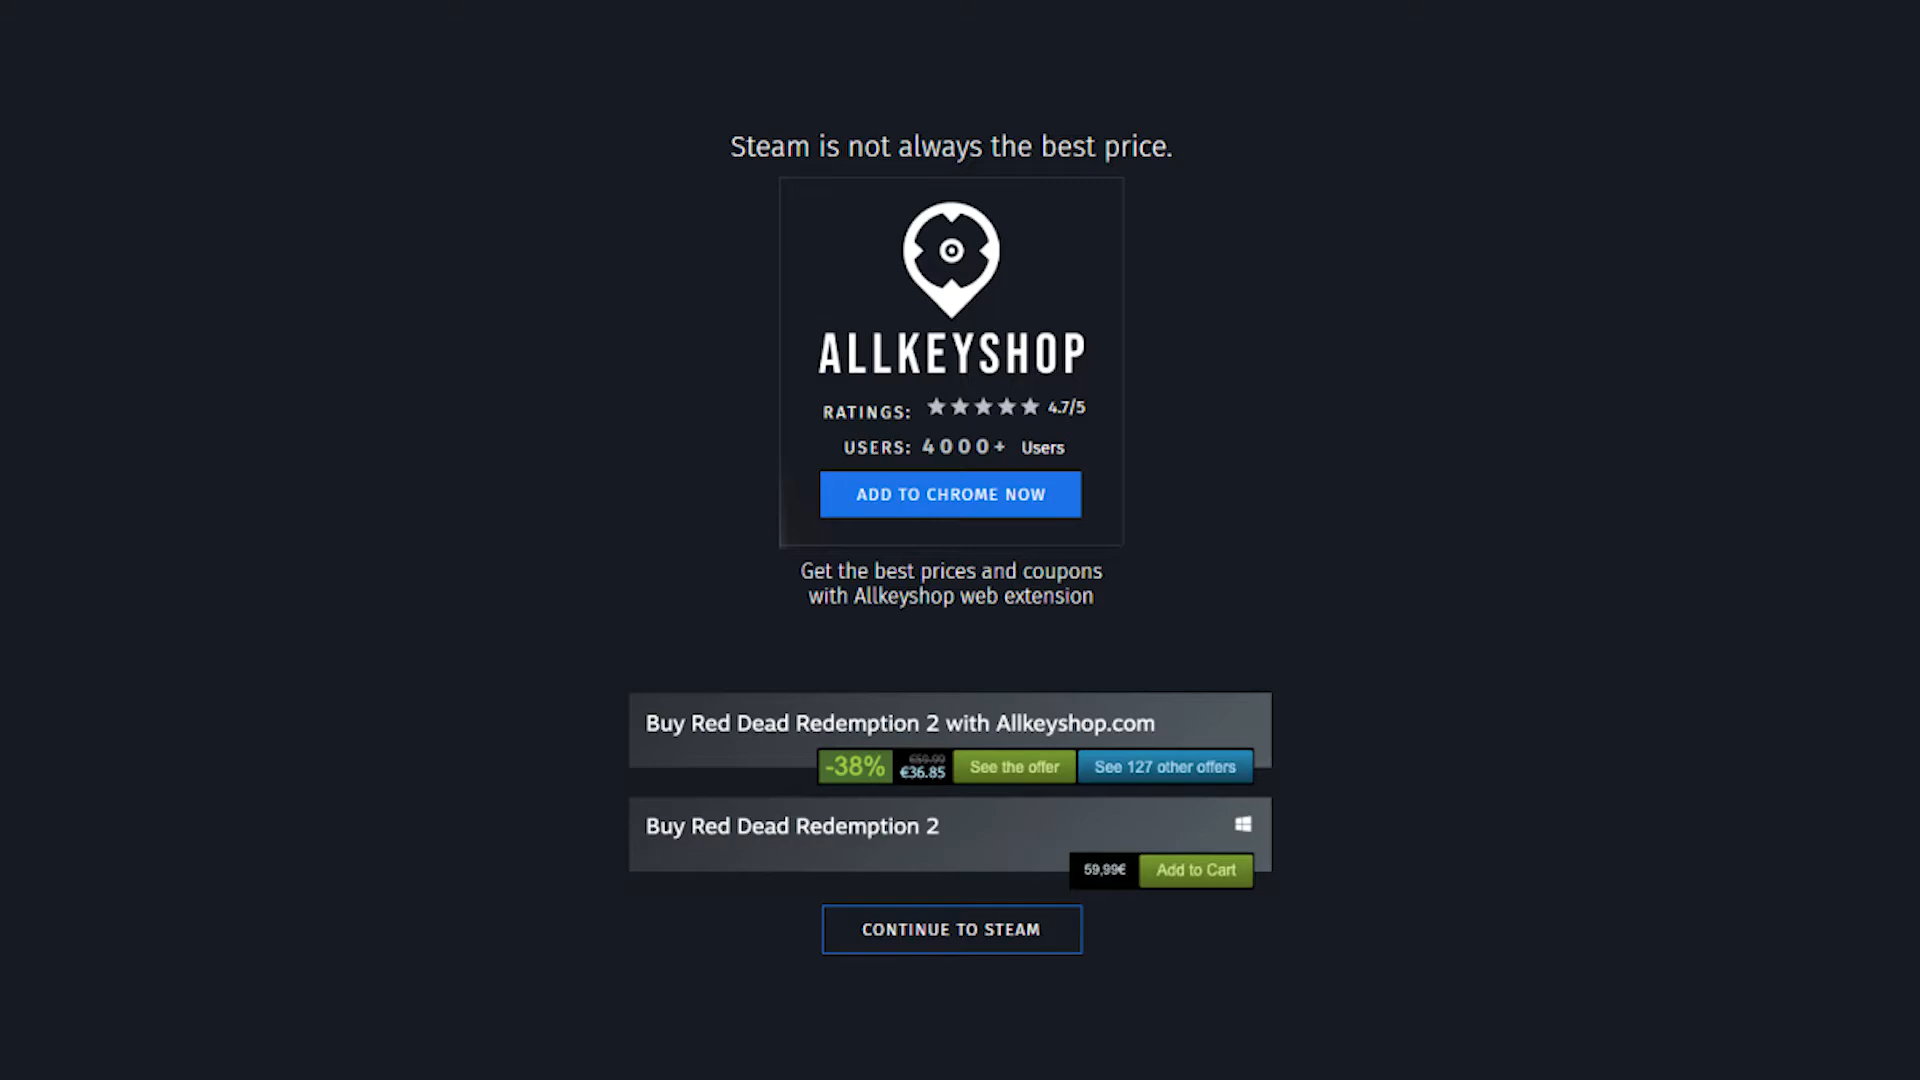 Steam is not always the best price.
ALLKEYSHOP
RATINGS: 4.7/5
USERS: 4000+ Users
ADD TO CHROME NOW
Get the best prices and coupons
with Allkeyshop web extension
Buy Red Dead Redemption 2 with Allkeyshop.com
-38% €59.99 €36.85 See the offer See 127 other offers
Buy Red Dead Redemption 2
59,99€ Add to Cart
CONTINUE TO STEAM